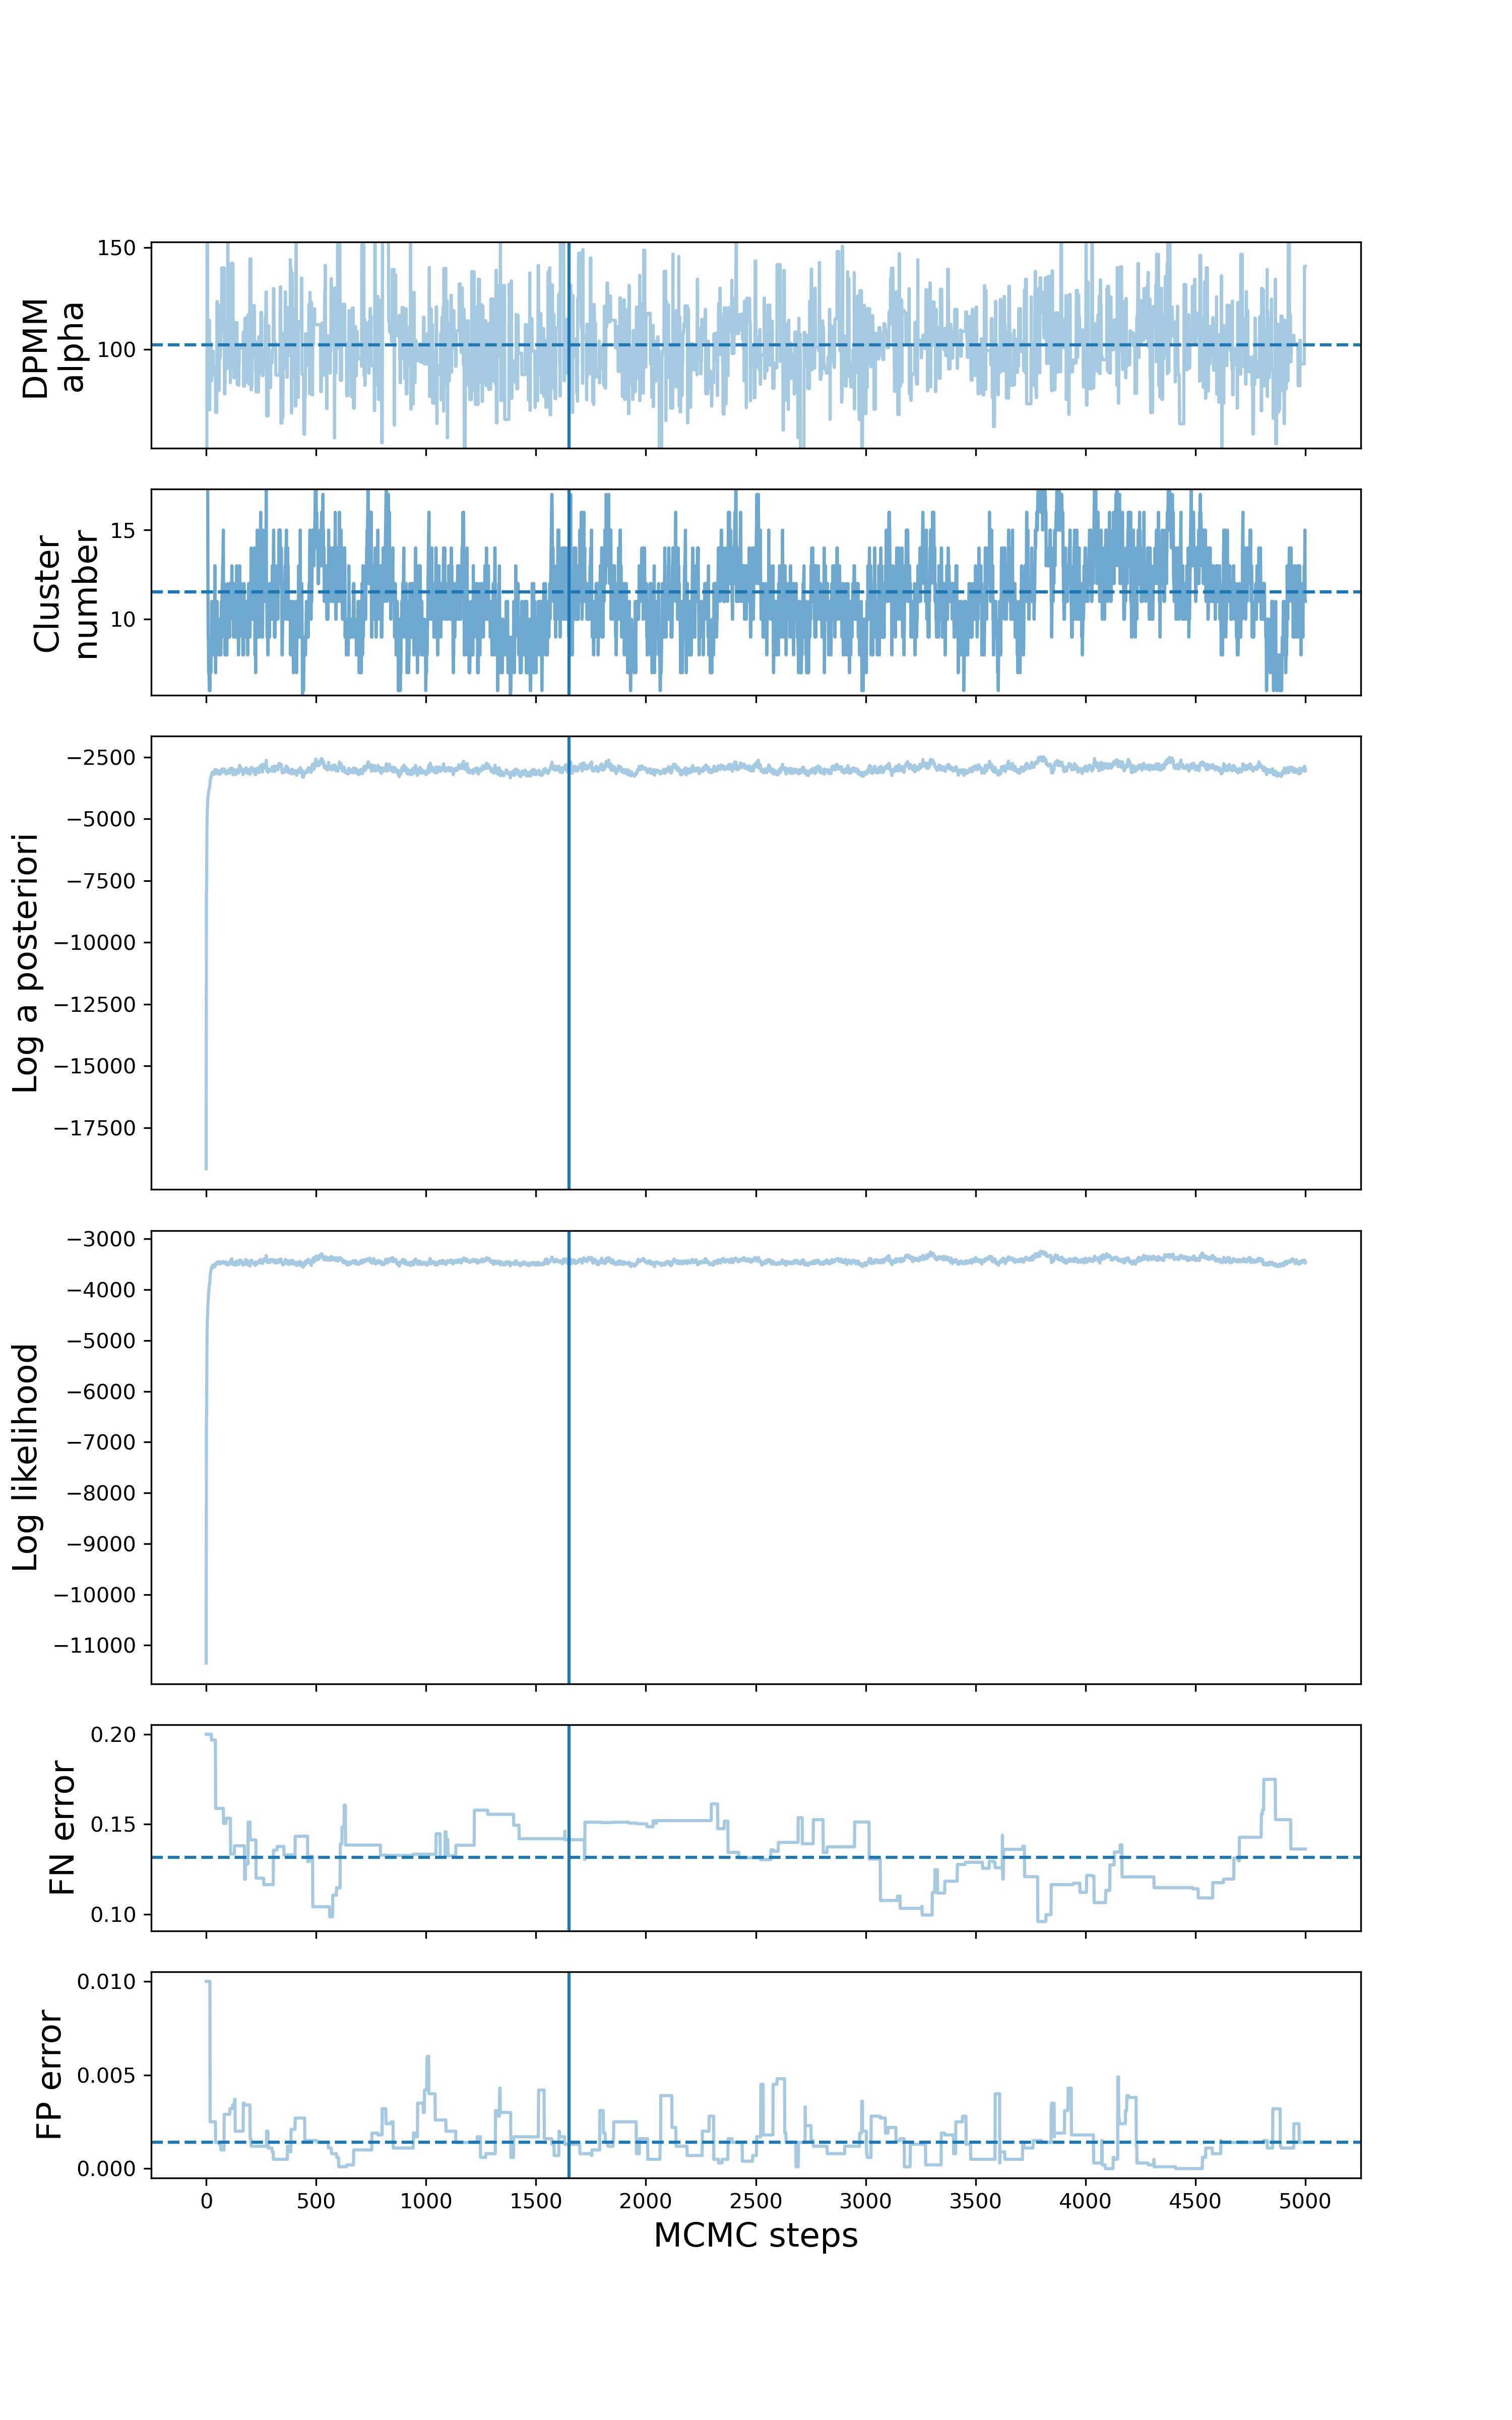 DPMM
alpha
150
100
Cluster
number
15
10
Log a posteriori
−2500
−5000
−7500
−10000
−12500
−15000
−17500
Log likelihood
−3000
−4000
−5000
−6000
−7000
−8000
−9000
−10000
−11000
FN error
0.20
0.15
0.10
FP error
0.010
0.005
0.000
0 500 1000 1500 2000 2500 3000 3500 4000 4500 5000
MCMC steps